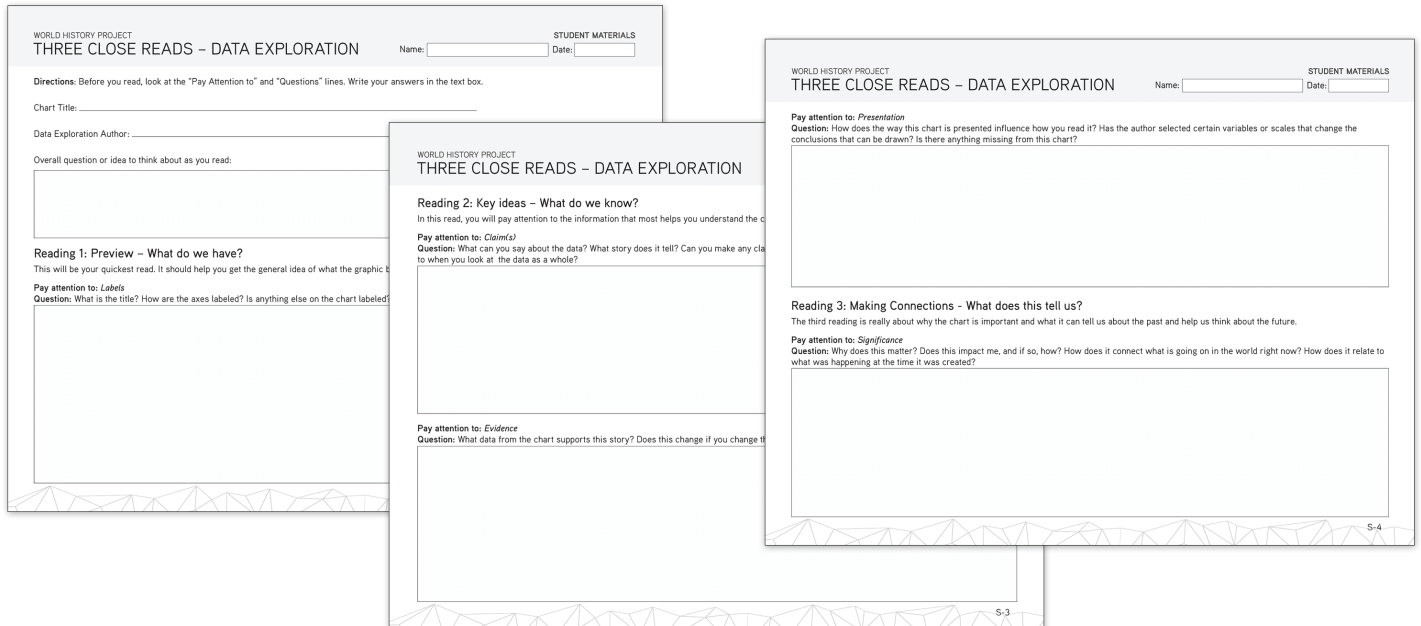 WORLD HISTORY PROJECT
STUDENT MATERIALS
THREE CLOSE READS – DATA EXPLORATION
Name:
Date:
Directions: Before you read, look at the "Pay Attention to" and "Questions" lines. Write your answers in the text box.
Chart Title:
Data Exploration Author:
Overall question or idea to think about as you read:
Reading 1: Preview – What do we have?
This will be your quickest read. It should help you get the general idea of what the graphic
Pay attention to: Labels
Question: What is the title? How are the axes labeled? Is anything else on the chart labeled?
WORLD HISTORY PROJECT
THREE CLOSE READS – DATA EXPLORATION
Reading 2: Key ideas – What do we know?
In this read, you will pay attention to the information that most helps you understand the
Pay attention to: Claim(s)
Question: What can you say about the data? What story does it tell? Can you make any
to when you look at the data as a whole?
Pay attention to: Evidence
Question: What data from the chart supports this story? Does this change if you change
S-3
WORLD HISTORY PROJECT
STUDENT MATERIALS
THREE CLOSE READS – DATA EXPLORATION
Name:
Date:
Pay attention to: Presentation
Question: How does the way this chart is presented influence how you read it? Has the author selected certain variables or scales that change the
conclusions that can be drawn? Is there anything missing from this chart?
Reading 3: Making Connections - What does this tell us?
The third reading is really about why the chart is important and what it can tell us about the past and help us think about the future.
Pay attention to: Significance
Question: Why does this matter? Does this impact me, and if so, how? How does it connect what is going on in the world right now? How does it relate to
what was happening at the time it was created?
S-4